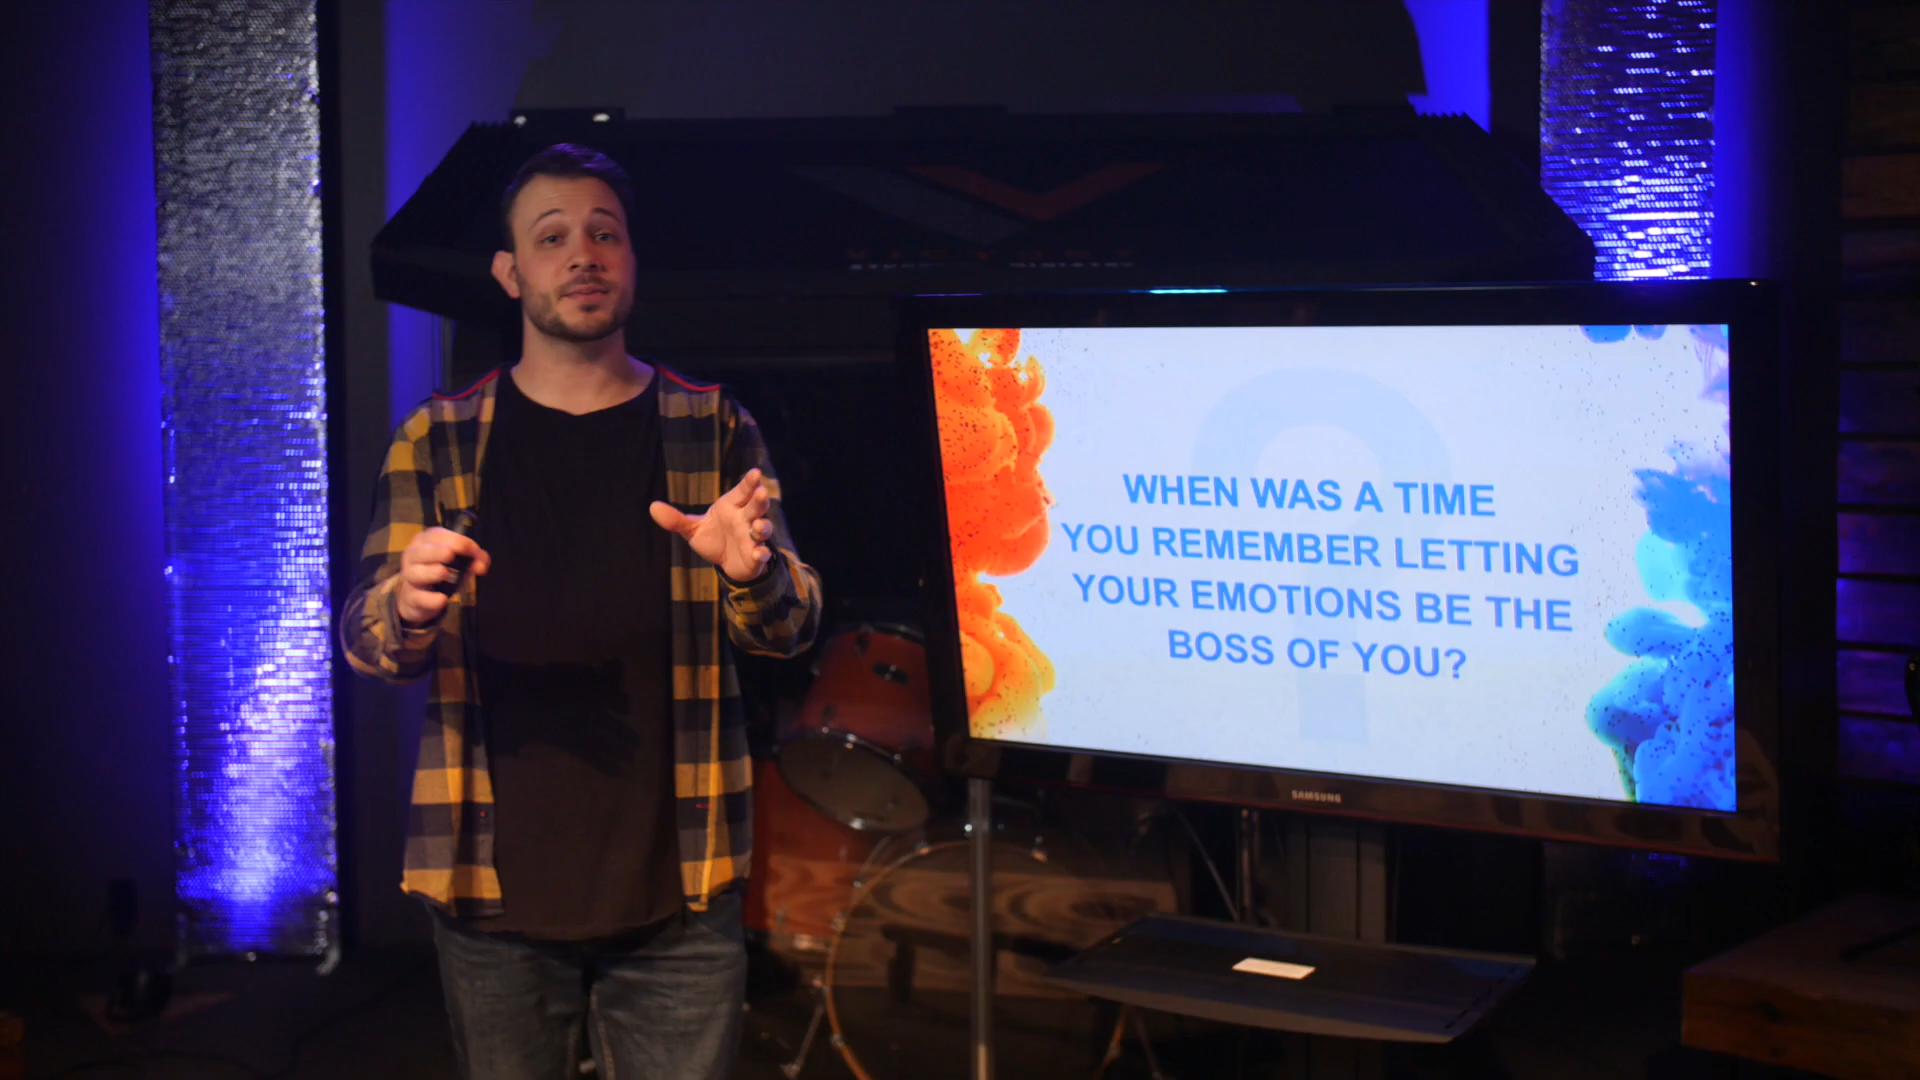 WHEN WAS A TIME
YOU REMEMBER LETTING
YOUR EMOTIONS BE THE
BOSS OF YOU?
SAMSUNG